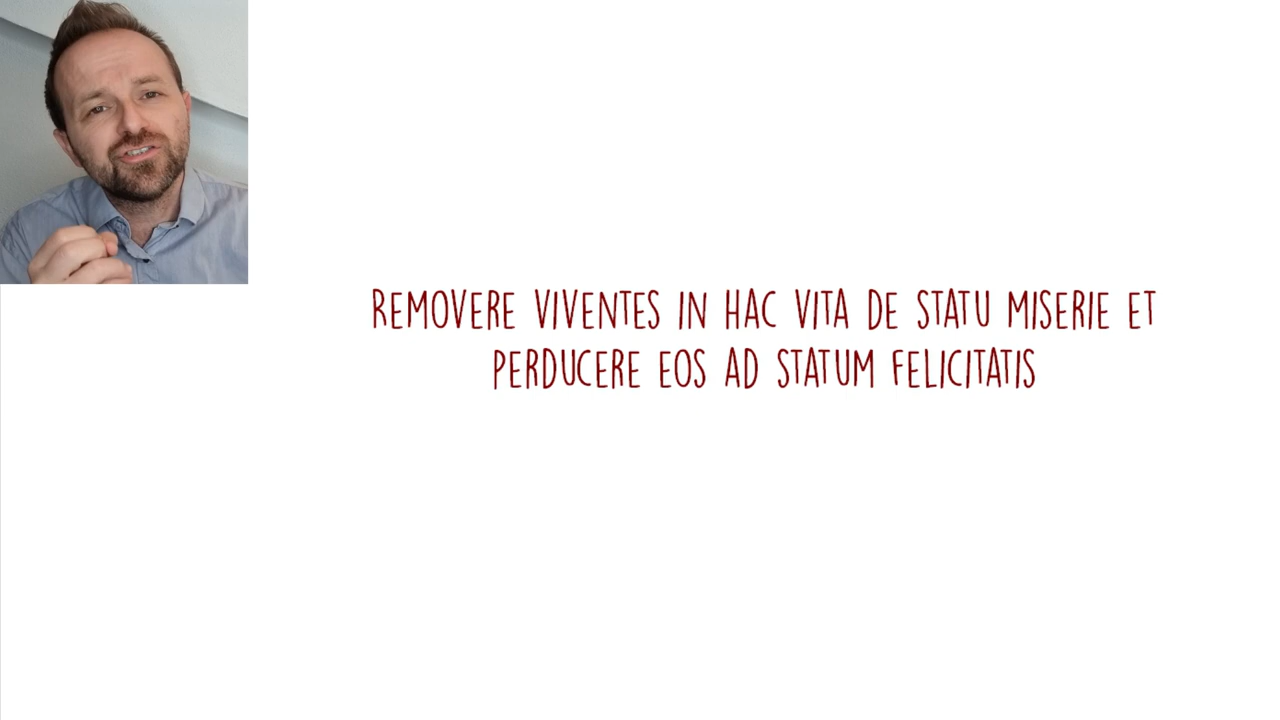 REMOVERE VIVENTES IN HAC VITA DE STATU MISERIE ET
PERDUCERE EOS AD STATUM FELICITATIS